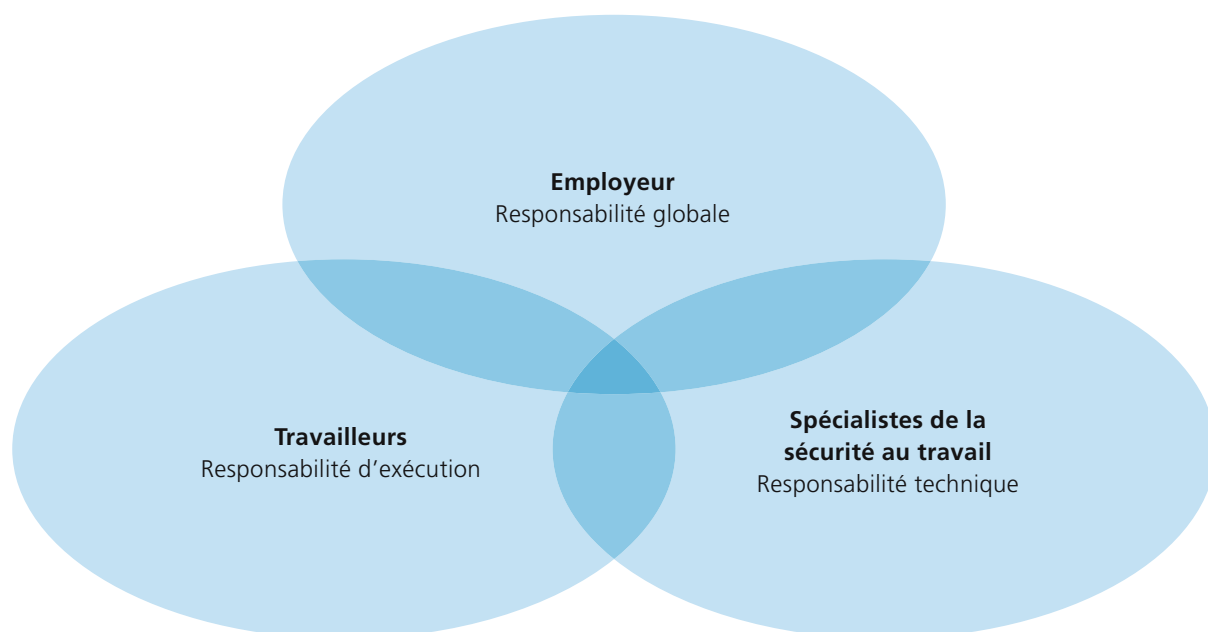 Employeur
Responsabilité globale
Travailleurs
Responsabilité d'exécution
Spécialistes de la
sécurité au travail
Responsabilité technique